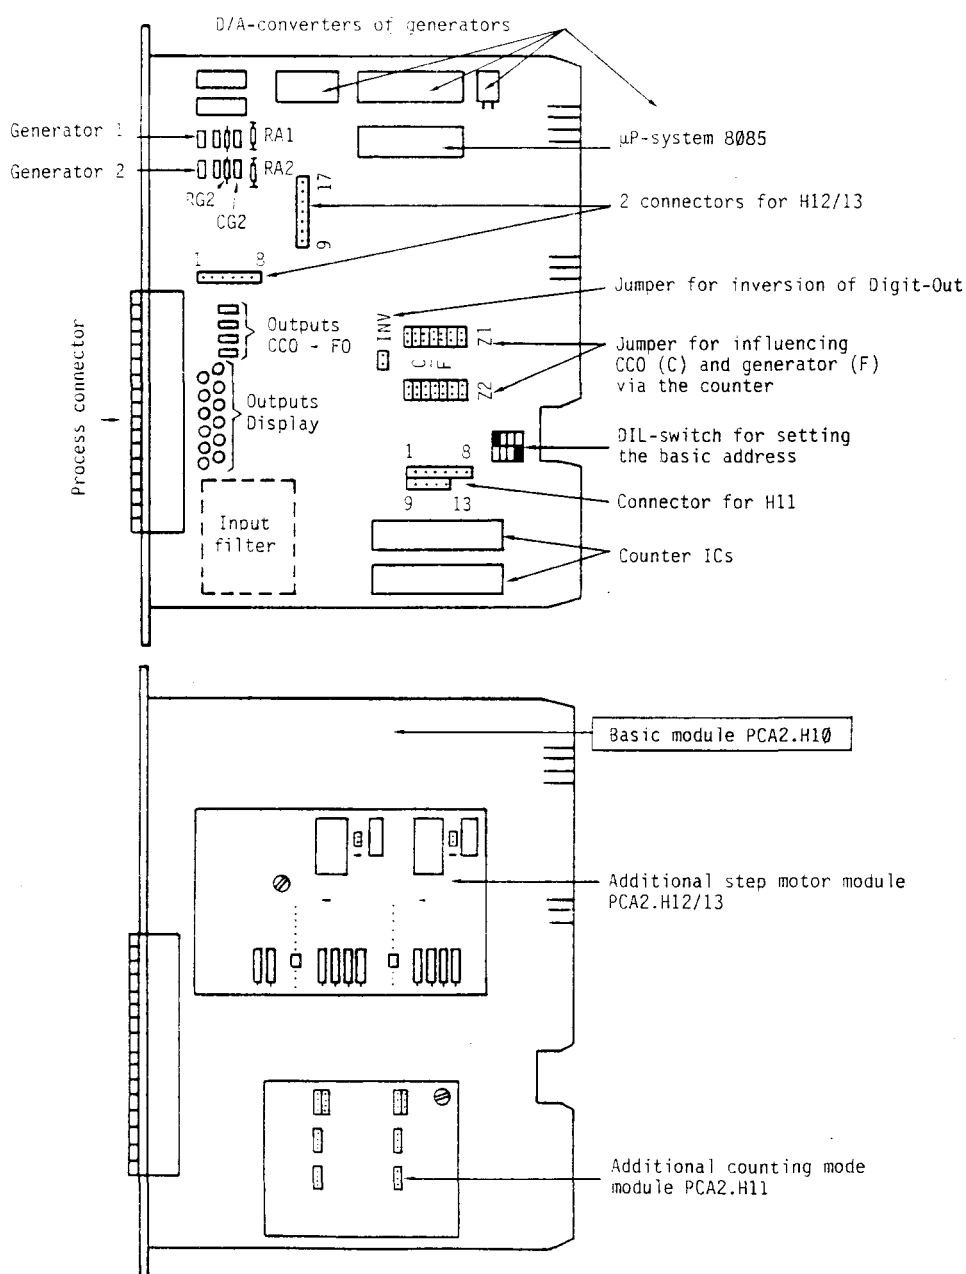 D/A-converters of generators
Generator 1
RA1
µP-system 8085
Generator 2
RA2
RG2
CG2
17
9
2 connectors for H12/13
1 8
Jumper for inversion of Digit-Out
INV
Outputs
CCO - FO
Z1
C
F
Jumper for influencing
CCO (C) and generator (F)
via the counter
Z2
Process connector
Outputs
Display
DIL-switch for setting
the basic address
1 8
9 13
Connector for H11
Input
filter
Counter ICs
Basic module PCA2.H10
Additional step motor module
PCA2.H12/13
Additional counting mode
module PCA2.H11